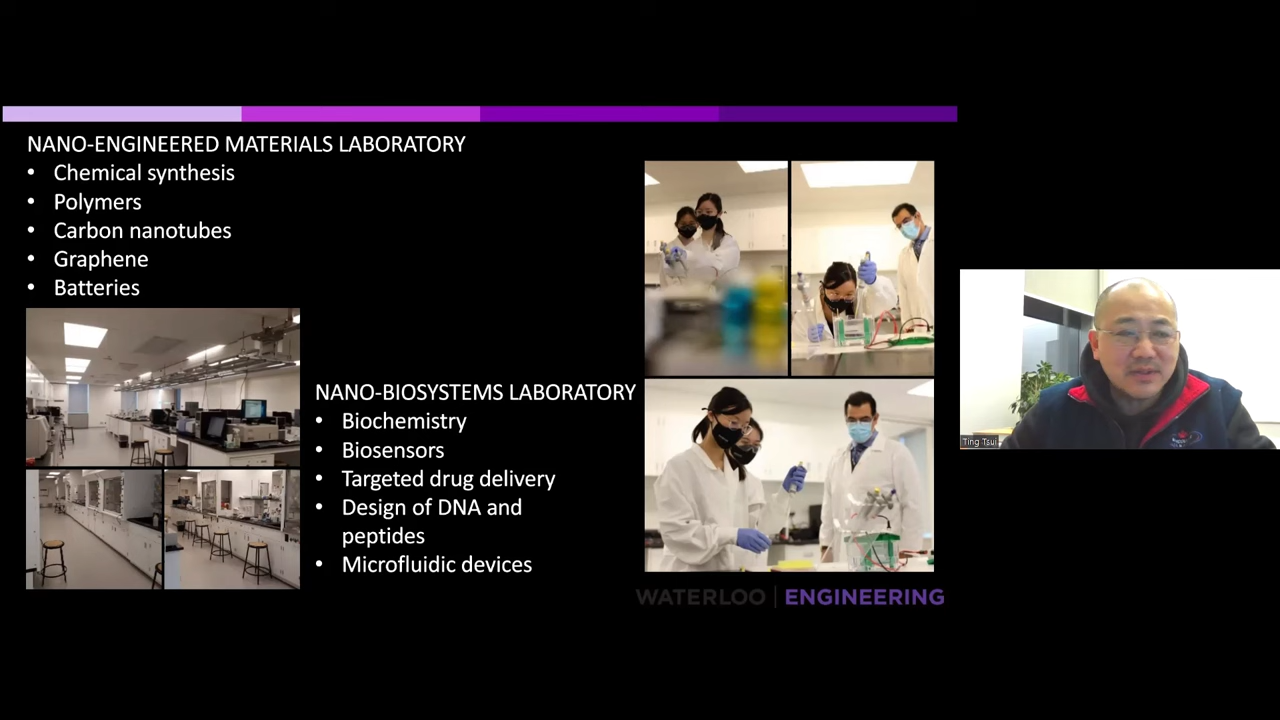 NANO-ENGINEERED MATERIALS LABORATORY
• Chemical synthesis
• Polymers
• Carbon nanotubes
• Graphene
• Batteries
NANO-BIOSYSTEMS LABORATORY
• Biochemistry
• Biosensors
• Targeted drug delivery
• Design of DNA and
peptides
• Microfluidic devices
WATERLOO | ENGINEERING
Ting Tsui